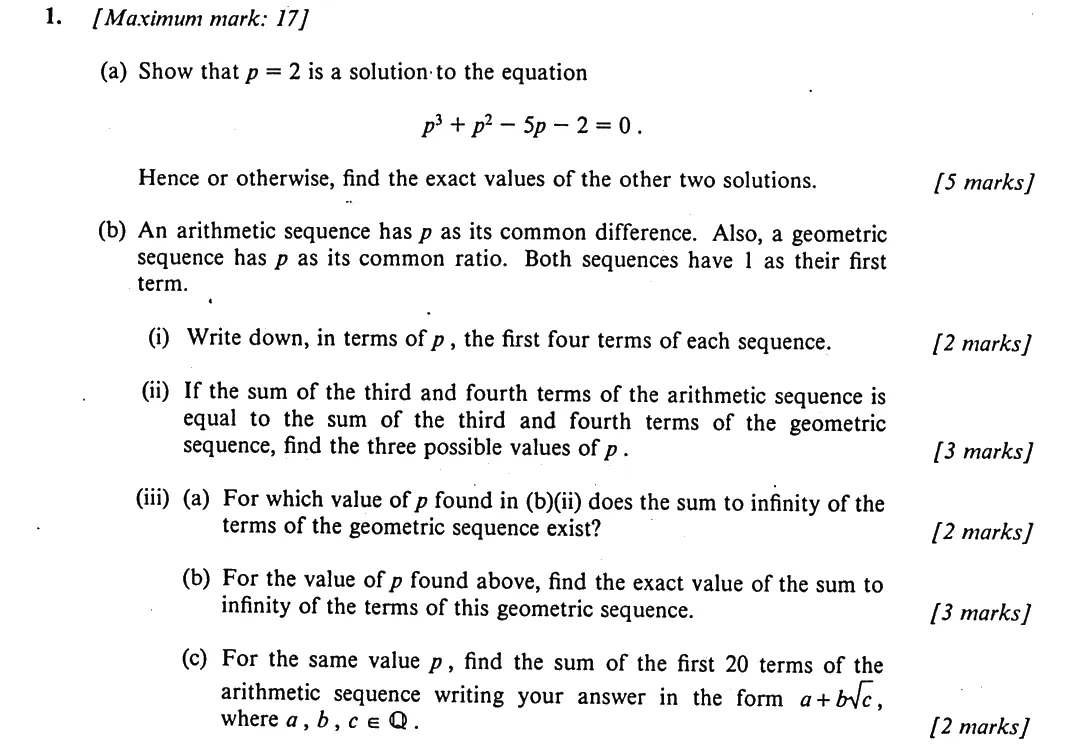 1. [Maximum mark: 17]
(a) Show that p = 2 is a solution to the equation
p³ + p² − 5p − 2 = 0 .
Hence or otherwise, find the exact values of the other two solutions. [5 marks]
(b) An arithmetic sequence has p as its common difference. Also, a geometric
sequence has p as its common ratio. Both sequences have 1 as their first
term.
(i) Write down, in terms of p , the first four terms of each sequence. [2 marks]
(ii) If the sum of the third and fourth terms of the arithmetic sequence is
equal to the sum of the third and fourth terms of the geometric
sequence, find the three possible values of p . [3 marks]
(iii) (a) For which value of p found in (b)(ii) does the sum to infinity of the
terms of the geometric sequence exist? [2 marks]
(b) For the value of p found above, find the exact value of the sum to
infinity of the terms of this geometric sequence. [3 marks]
(c) For the same value p , find the sum of the first 20 terms of the
arithmetic sequence writing your answer in the form a + b√c ,
where a , b , c ∈ ℚ . [2 marks]